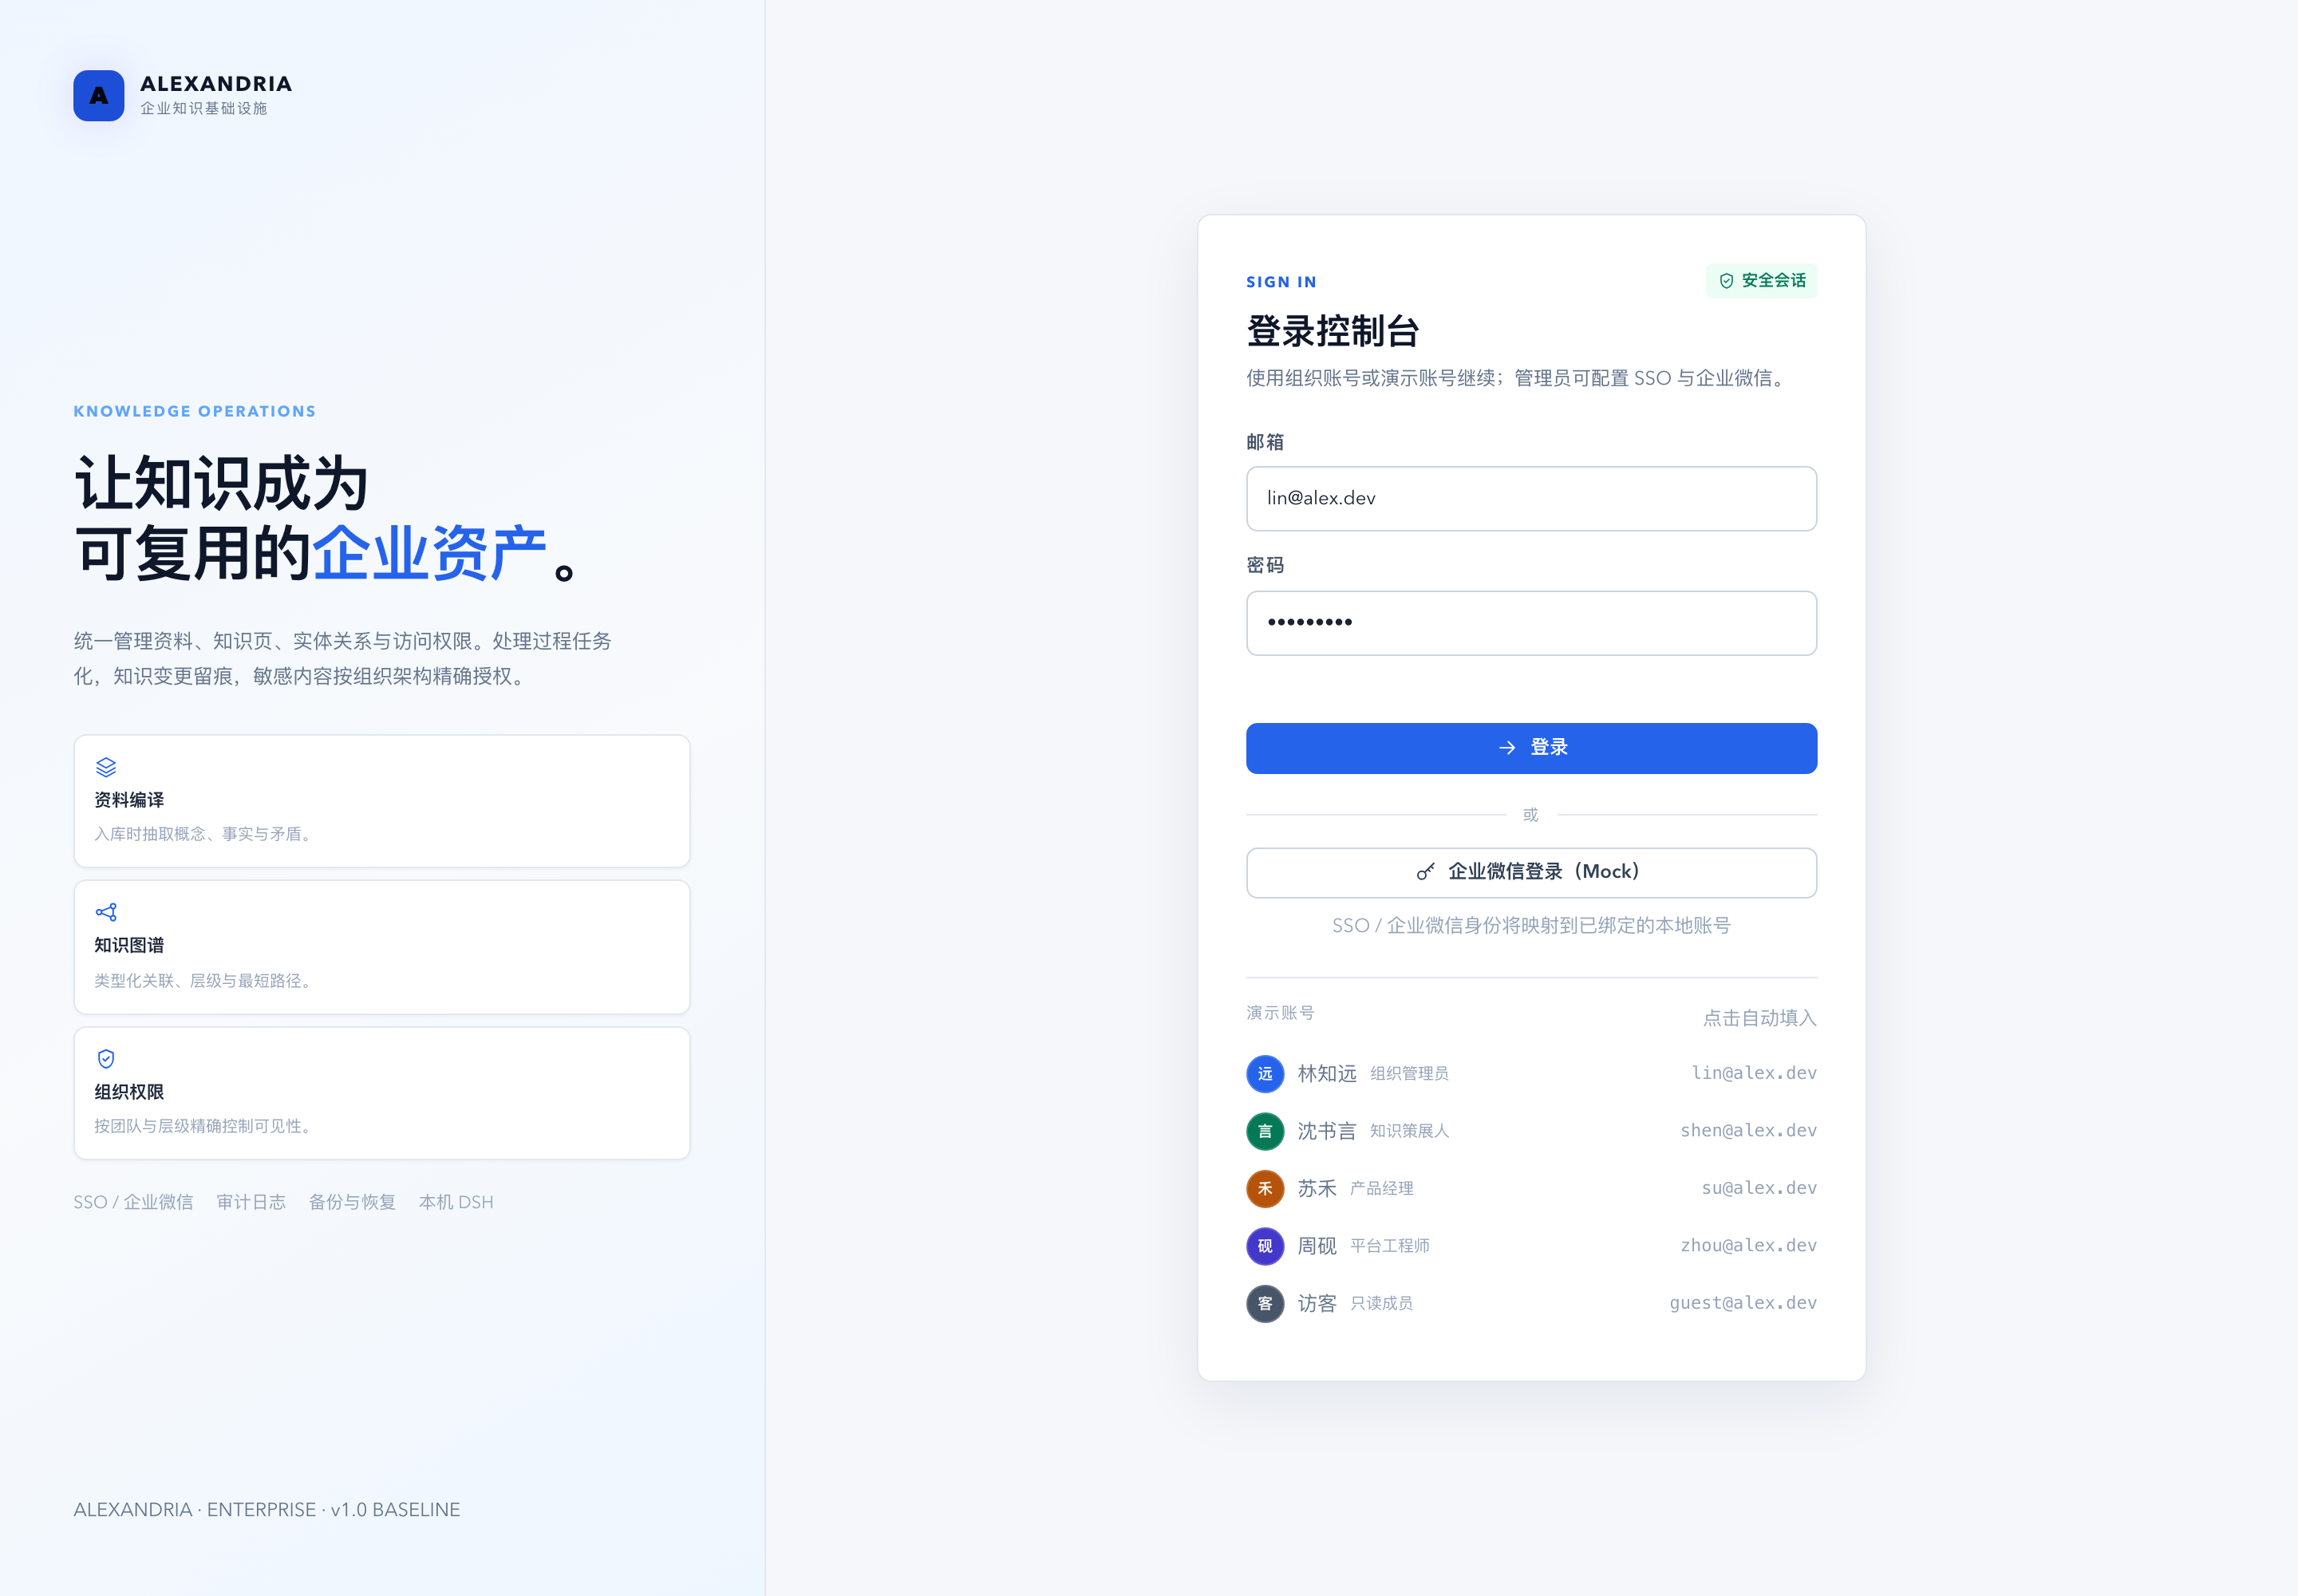 A
ALEXANDRIA
企业知识基础设施
KNOWLEDGE OPERATIONS
让知识成为
可复用的企业资产。
统一管理资料、知识页、实体关系与访问权限。处理过程任务
化，知识变更留痕，敏感内容按组织架构精确授权。
资料编译
入库时抽取概念、事实与矛盾。
知识图谱
类型化关联、层级与最短路径。
组织权限
按团队与层级精确控制可见性。
SSO / 企业微信 审计日志 备份与恢复 本机 DSH
ALEXANDRIA · ENTERPRISE · v1.0 BASELINE
SIGN IN
安全会话
登录控制台
使用组织账号或演示账号继续；管理员可配置 SSO 与企业微信。
邮箱
lin@alex.dev
密码
•••••••••
登录
或
企业微信登录（Mock）
SSO / 企业微信身份将映射到已绑定的本地账号
演示账号 点击自动填入
远 林知远 组织管理员 lin@alex.dev
言 沈书言 知识策展人 shen@alex.dev
禾 苏禾 产品经理 su@alex.dev
砚 周砚 平台工程师 zhou@alex.dev
客 访客 只读成员 guest@alex.dev